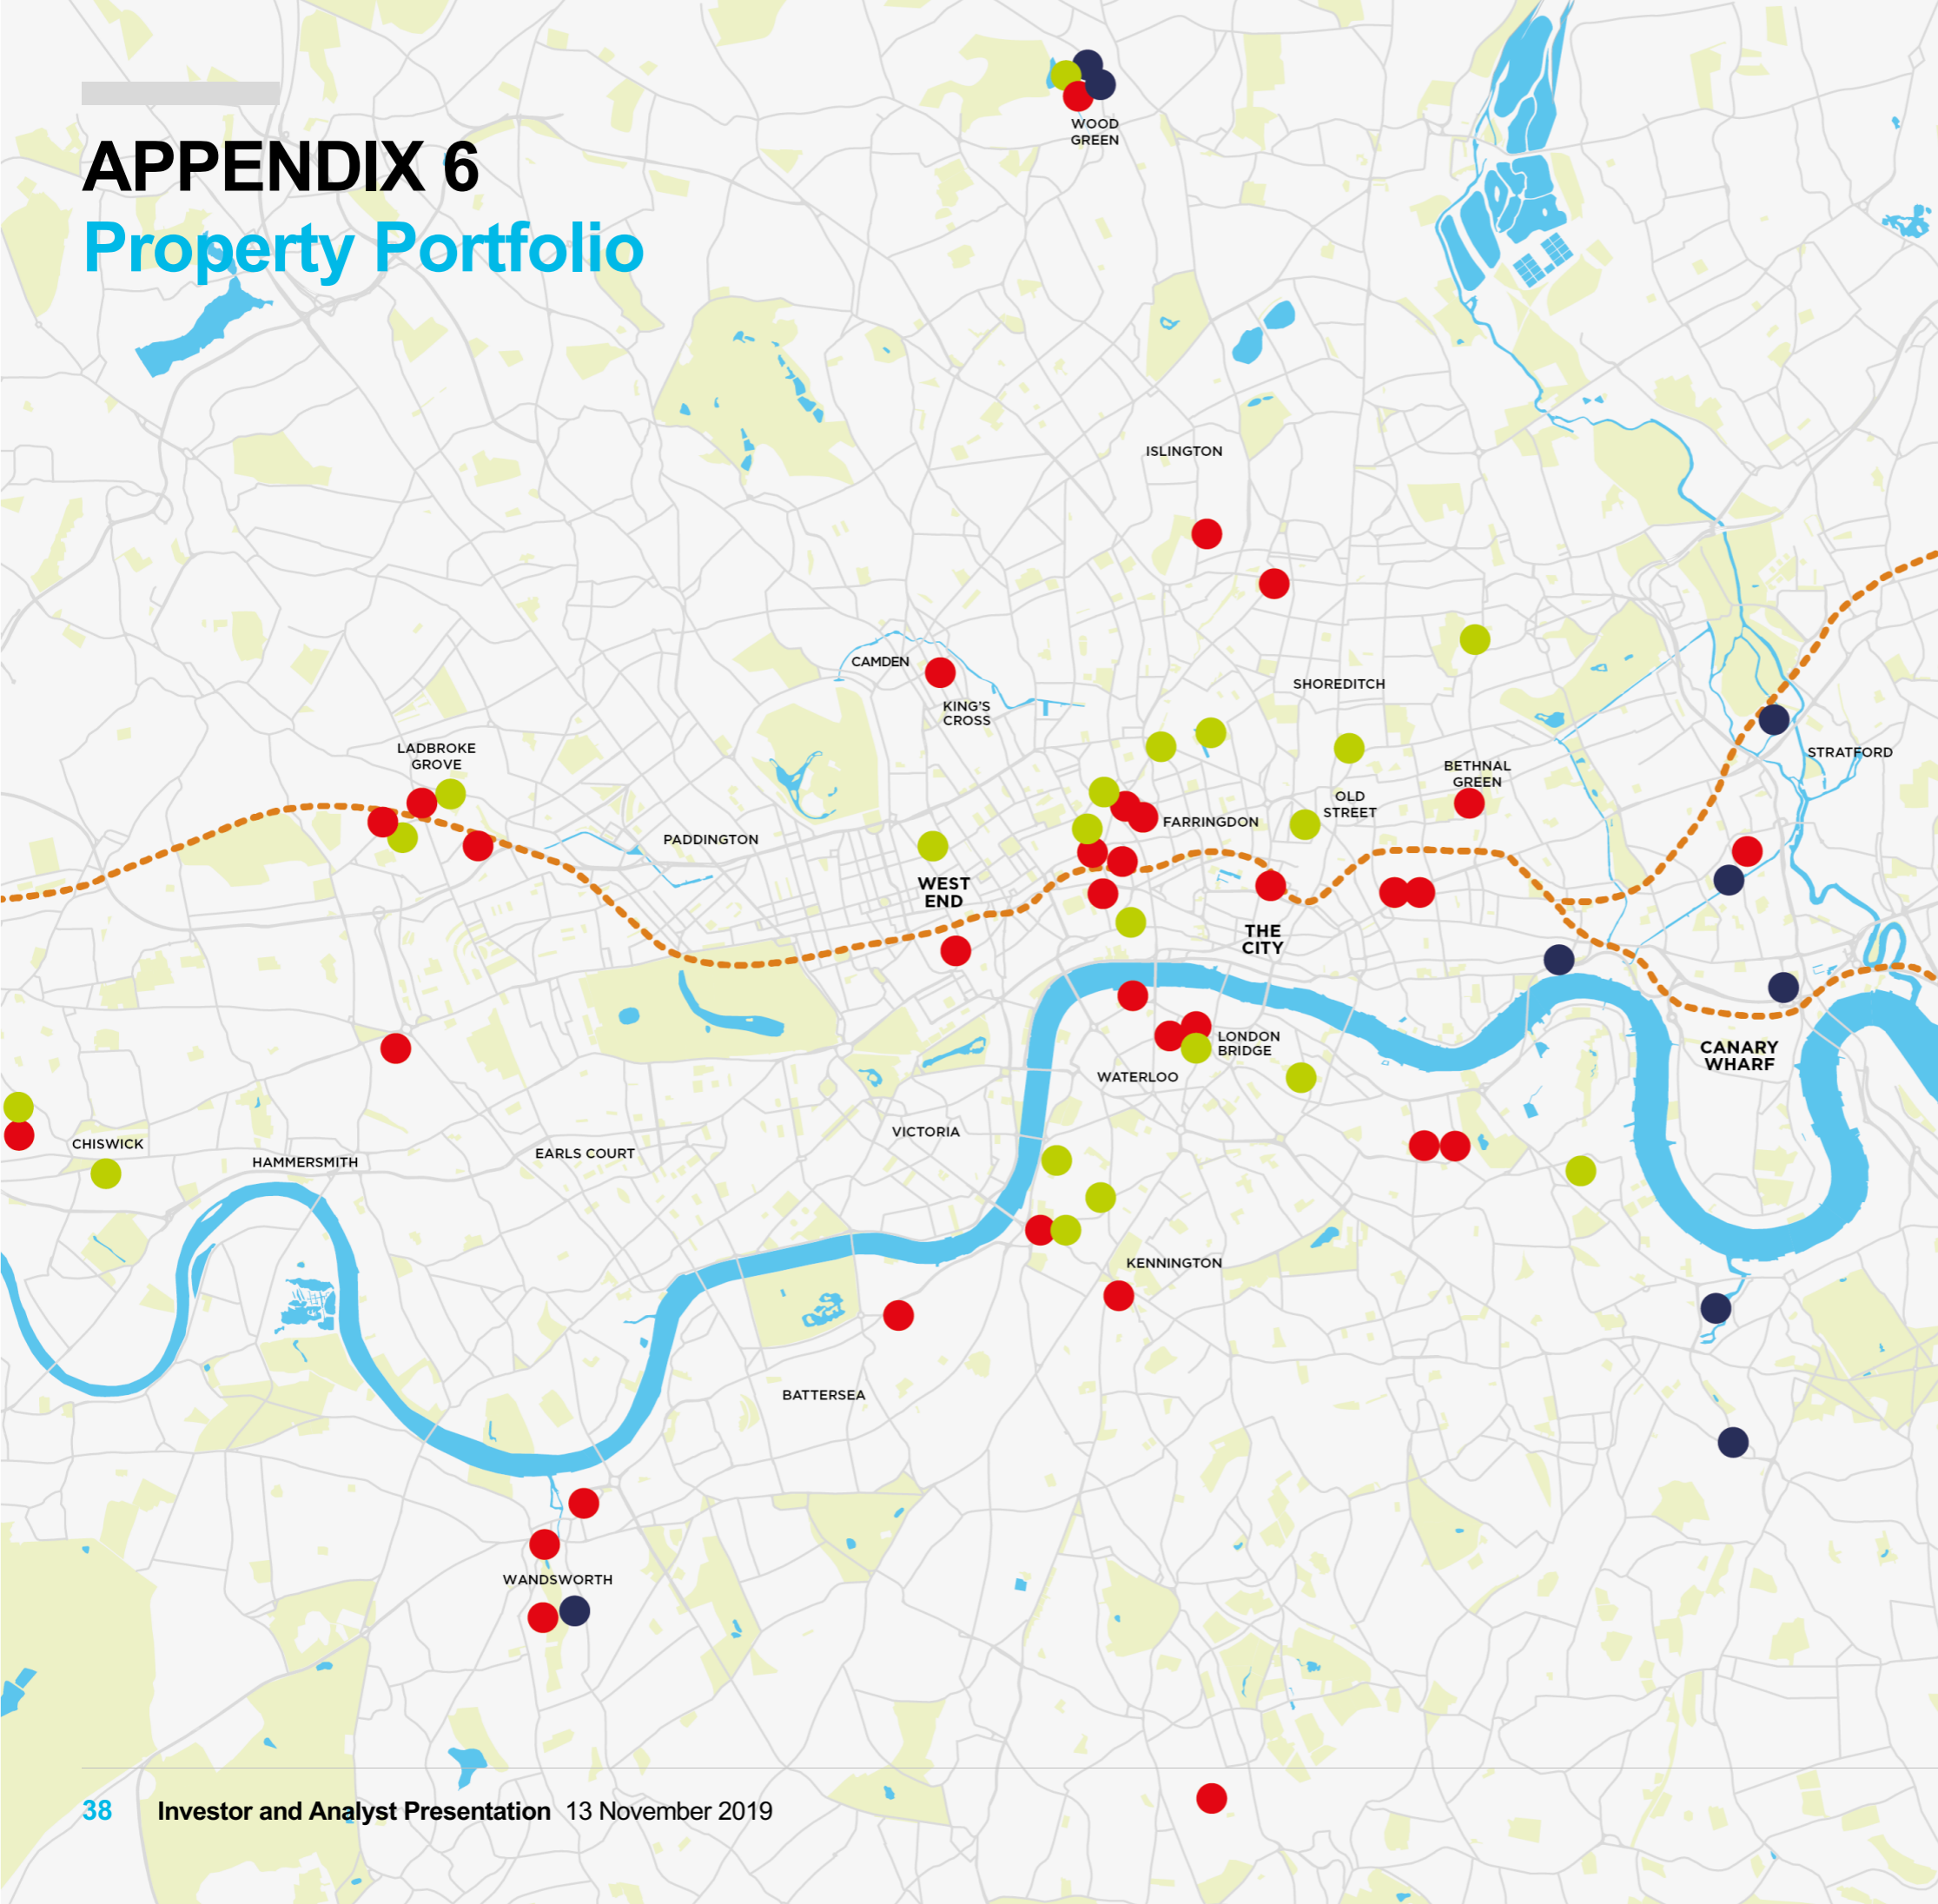 APPENDIX 6
Property Portfolio
WOOD
GREEN
ISLINGTON
CAMDEN
KING'S
CROSS
SHOREDITCH
LADBROKE
GROVE
STRATFORD
BETHNAL
GREEN
OLD
STREET
FARRINGDON
PADDINGTON
WEST
END
THE
CITY
LONDON
BRIDGE
CANARY
WHARF
WATERLOO
VICTORIA
CHISWICK
EARLS COURT
HAMMERSMITH
KENNINGTON
BATTERSEA
WANDSWORTH
38 Investor and Analyst Presentation 13 November 2019